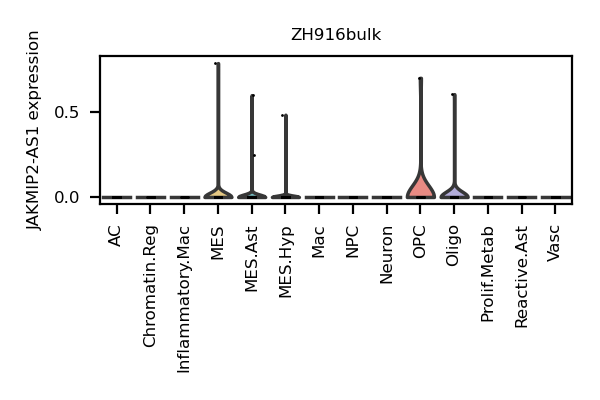 ZH916bulk
JAKMIP2-AS1 expression
0.5
0.0
AC
Chromatin.Reg
Inflammatory.Mac
MES
MES.Ast
MES.Hyp
Mac
NPC
Neuron
OPC
Oligo
Prolif.Metab
Reactive.Ast
Vasc